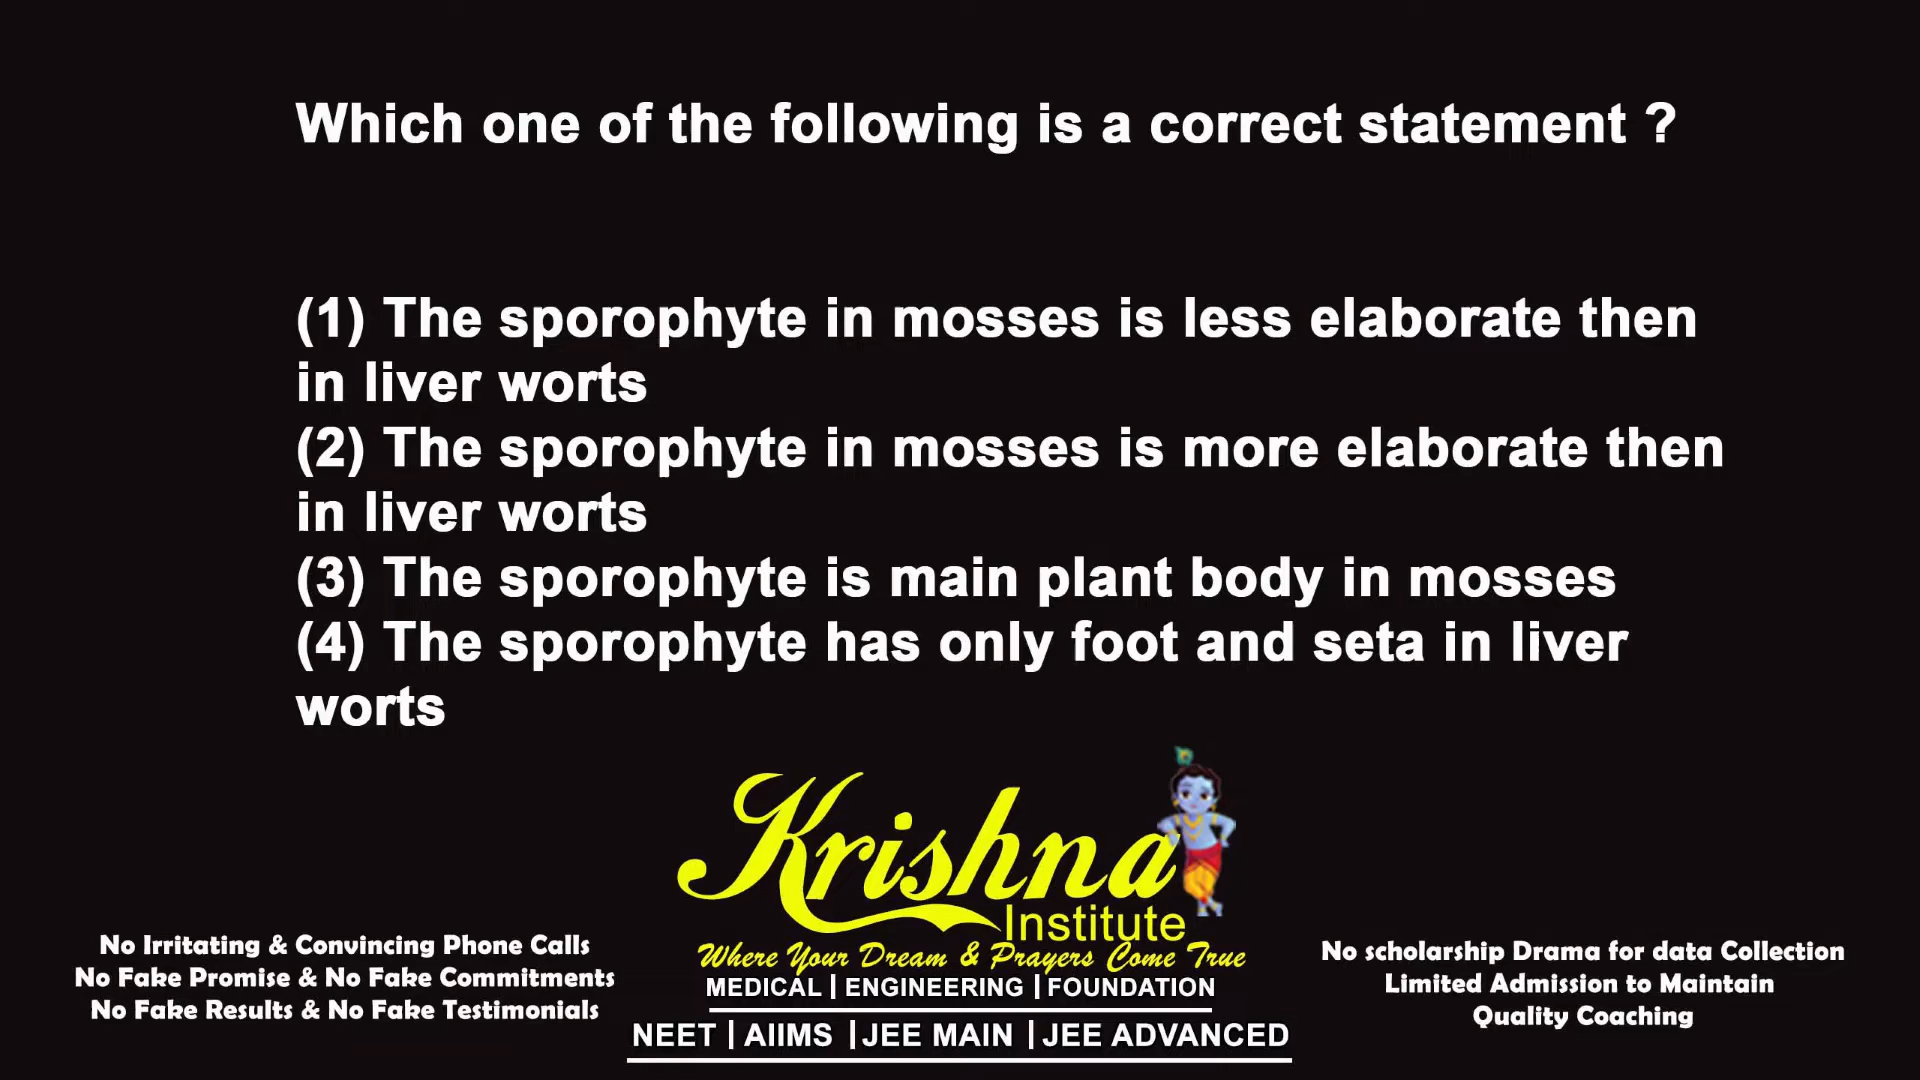 Which one of the following is a correct statement ?
(1) The sporophyte in mosses is less elaborate then
in liver worts
(2) The sporophyte in mosses is more elaborate then
in liver worts
(3) The sporophyte is main plant body in mosses
(4) The sporophyte has only foot and seta in liver
worts
Krishna
Institute
Where Your Dream & Prayers Come True
MEDICAL | ENGINEERING | FOUNDATION
NEET | AIIMS | JEE MAIN | JEE ADVANCED
No Irritating & Convincing Phone Calls
No Fake Promise & No Fake Commitments
No Fake Results & No Fake Testimonials
No scholarship Drama for data Collection
Limited Admission to Maintain
Quality Coaching